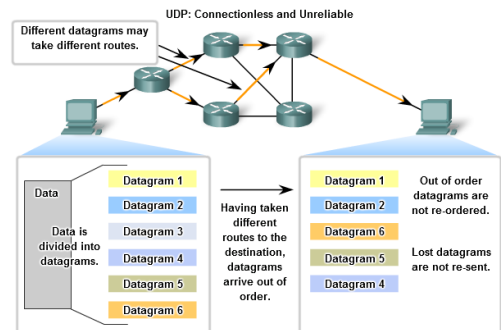 UDP: Connectionless and Unreliable
Different datagrams may
take different routes.
Data
Data is
divided into
datagrams.
Datagram 1
Datagram 2
Datagram 3
Datagram 4
Datagram 5
Datagram 6
Having taken
different
routes to the
destination,
datagrams
arrive out of
order.
Datagram 1
Datagram 2
Datagram 6
Datagram 5
Datagram 4
Out of order
datagrams are
not re-ordered.
Lost datagrams
are not re-sent.